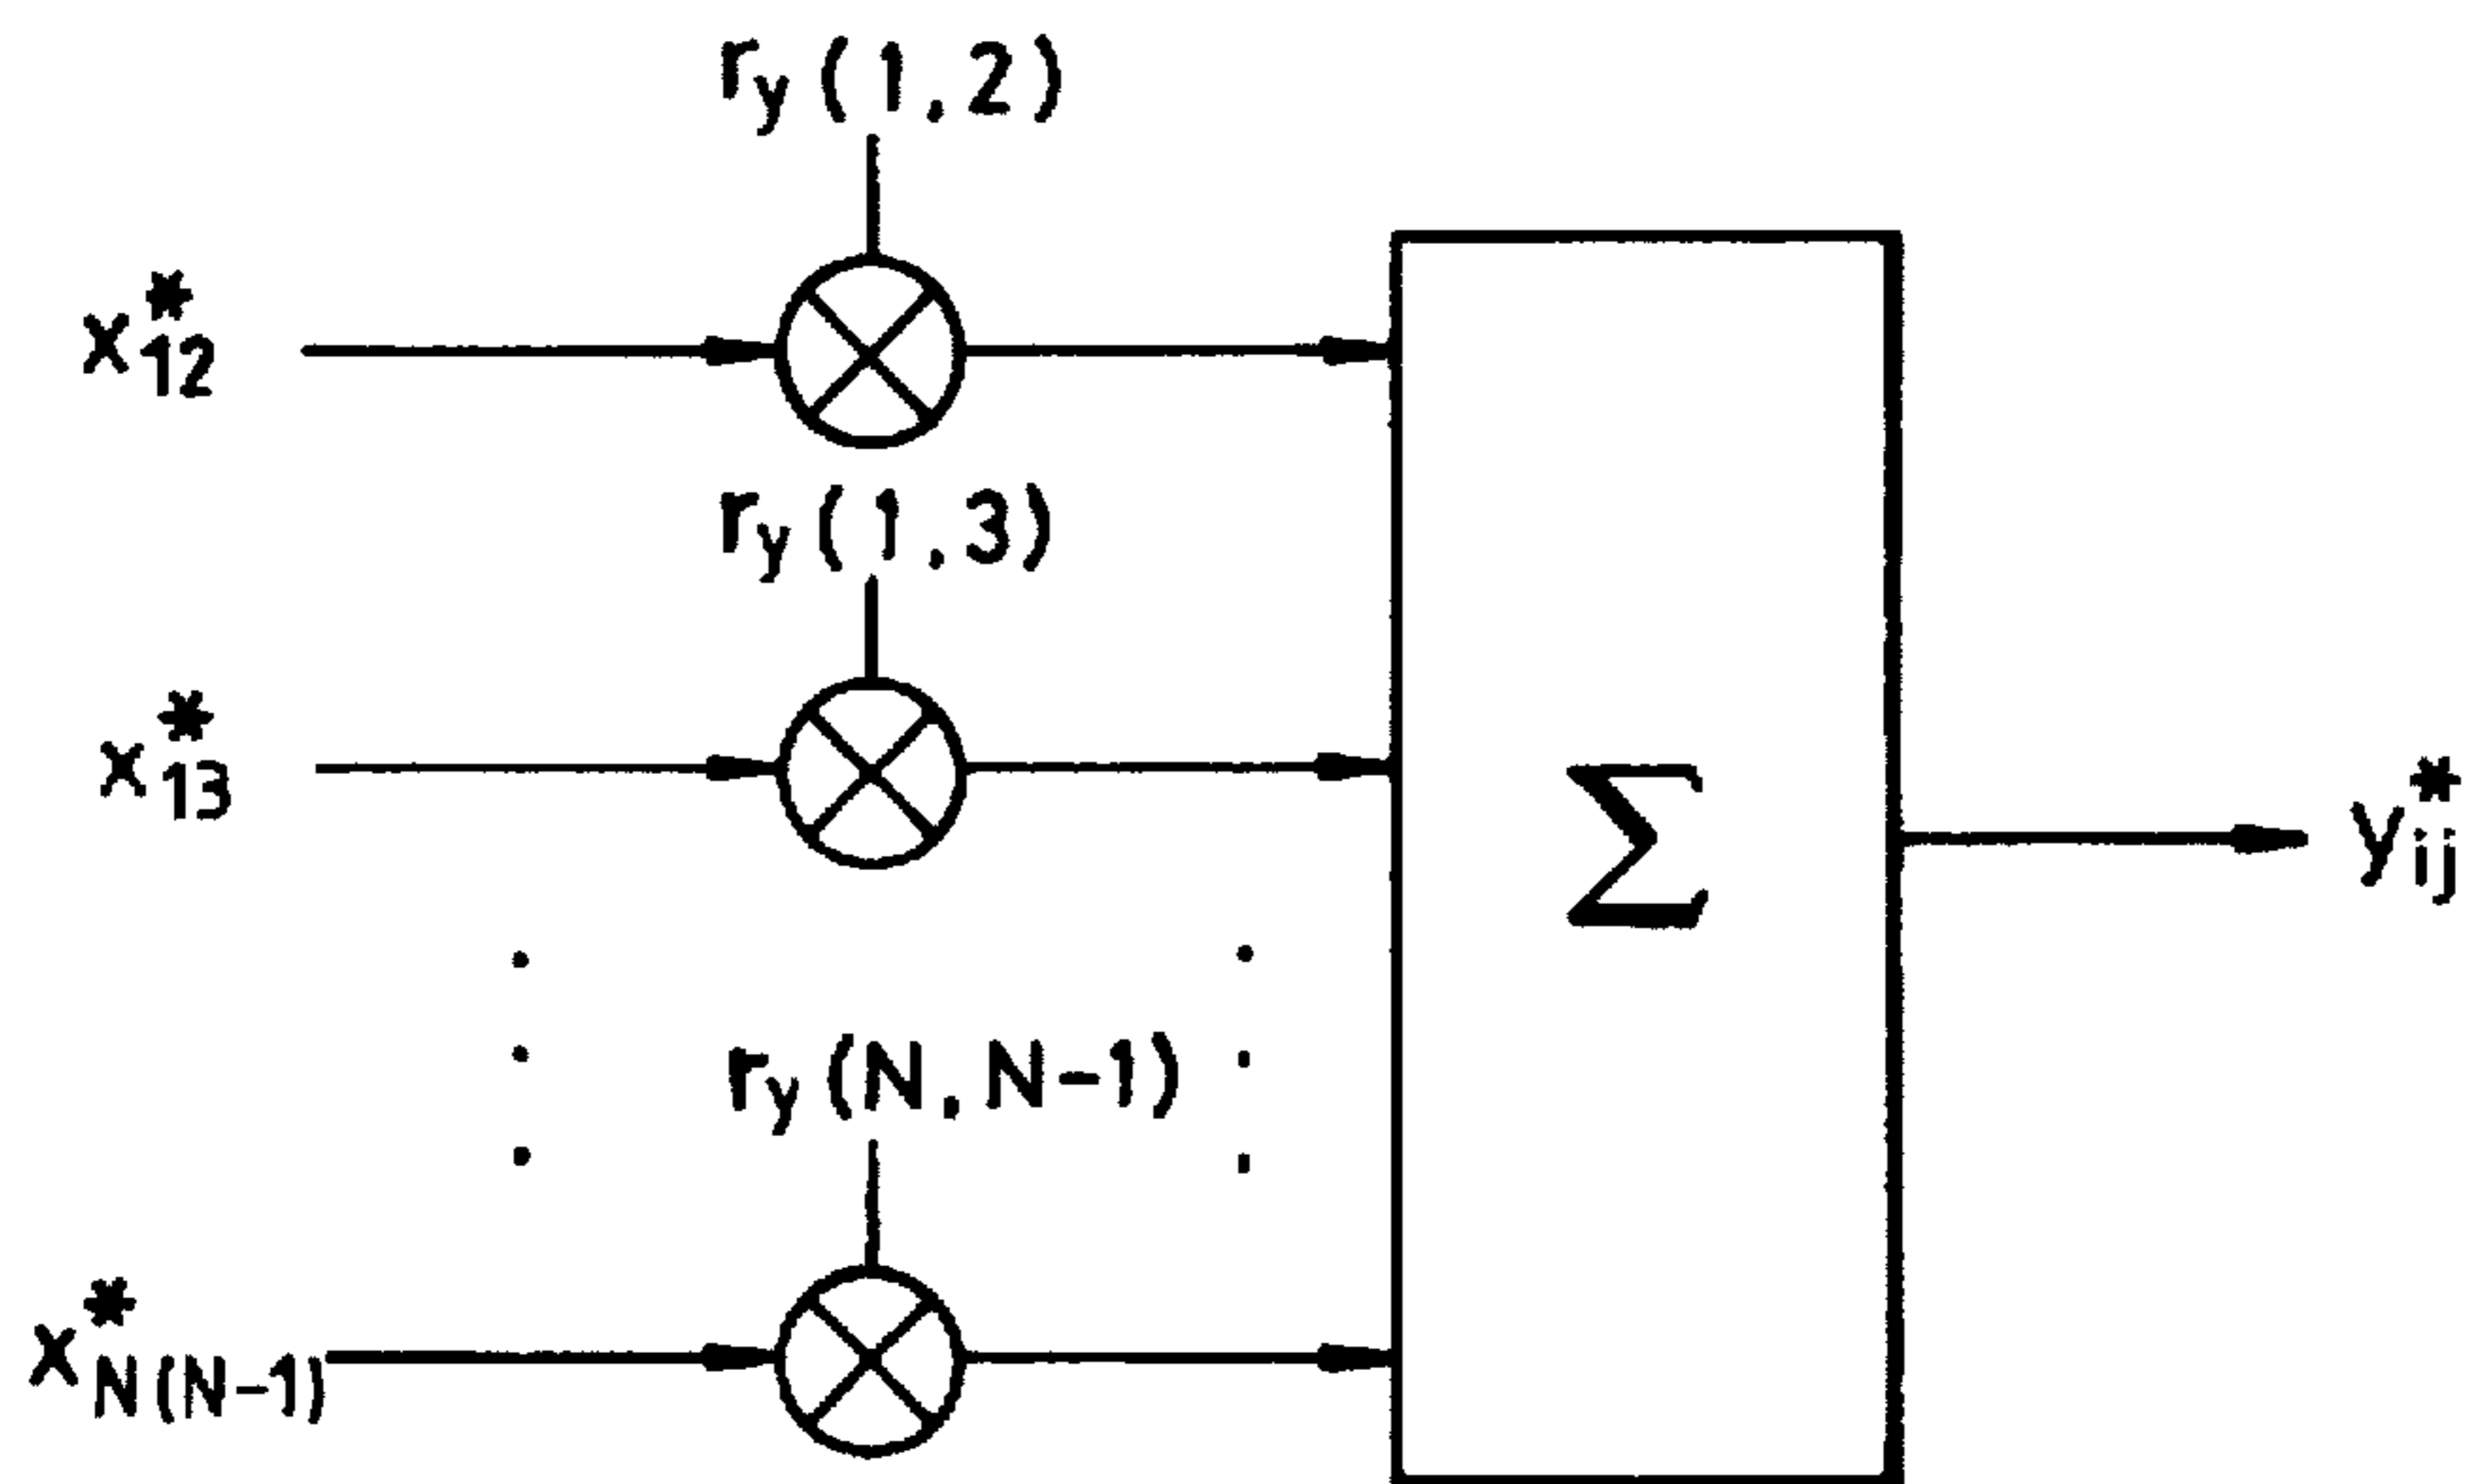 r_y(1,2)
x*_12
r_y(1,3)
x*_13
Σ
y*_ij
r_y(N,N-1)
x*_N(N-1)